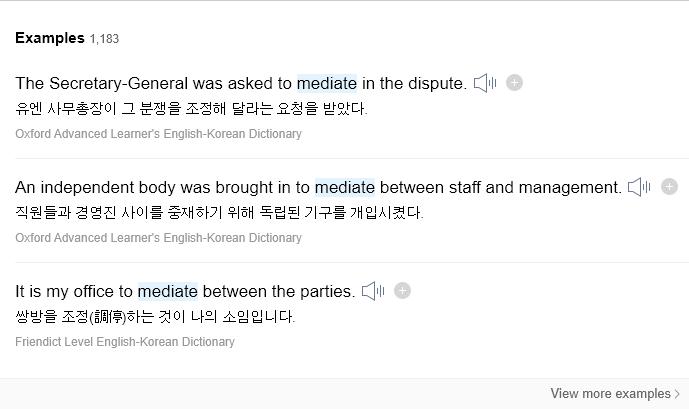 Examples 1,183
The Secretary-General was asked to mediate in the dispute.
유엔 사무총장이 그 분쟁을 조정해 달라는 요청을 받았다.
Oxford Advanced Learner's English-Korean Dictionary
An independent body was brought in to mediate between staff and management.
직원들과 경영진 사이를 중재하기 위해 독립된 기구를 개입시켰다.
Oxford Advanced Learner's English-Korean Dictionary
It is my office to mediate between the parties.
쌍방을 조정(調停)하는 것이 나의 소임입니다.
Friendict Level English-Korean Dictionary
View more examples